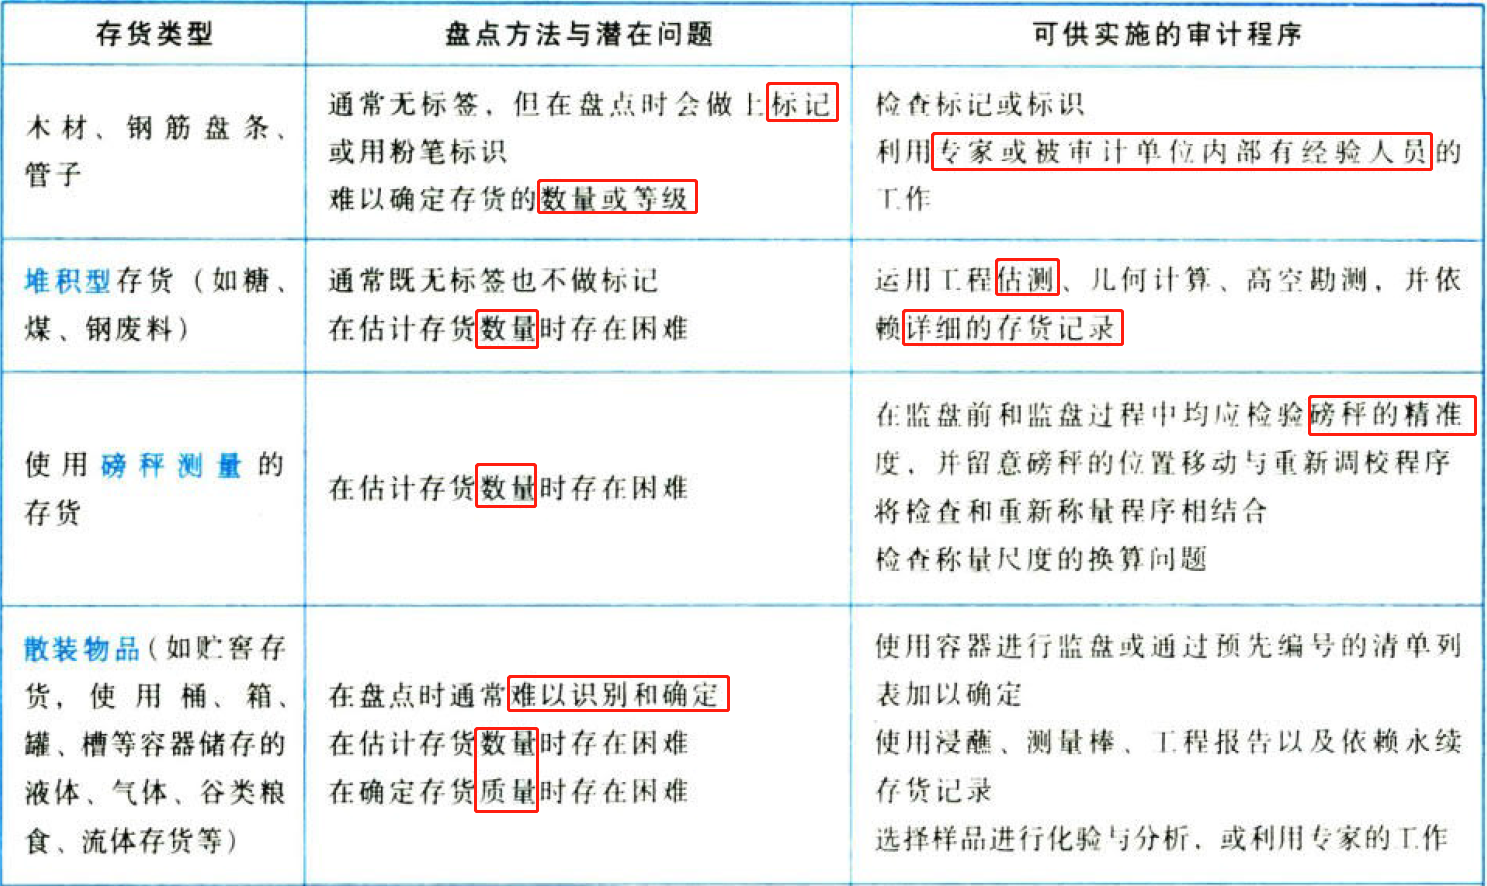 存货类型
盘点方法与潜在问题
可供实施的审计程序
木材、钢筋盘条、
管子
通常无标签，但在盘点时会做上标记
或用粉笔标识
难以确定存货的数量或等级
检查标记或标识
利用专家或被审计单位内部有经验人员的
工作
堆积型存货（如糖、
煤、钢废料）
通常既无标签也不做标记
在估计存货数量时存在困难
运用工程估测、几何计算、高空勘测，并依
赖详细的存货记录
使用磅秤测量的
存货
在估计存货数量时存在困难
在监盘前和监盘过程中均应检验磅秤的精准
度，并留意磅秤的位置移动与重新调校程序
将检查和重新称量程序相结合
检查称量尺度的换算问题
散装物品（如贮窖存
货，使用桶、箱、
罐、槽等容器储存的
液体、气体、谷类粮
食、流体存货等）
在盘点时通常难以识别和确定
在估计存货数量时存在困难
在确定存货质量时存在困难
使用容器进行监盘或通过预先编号的清单列
表加以确定
使用浸蘸、测量棒、工程报告以及依赖永续
存货记录
选择样品进行化验与分析，或利用专家的工作